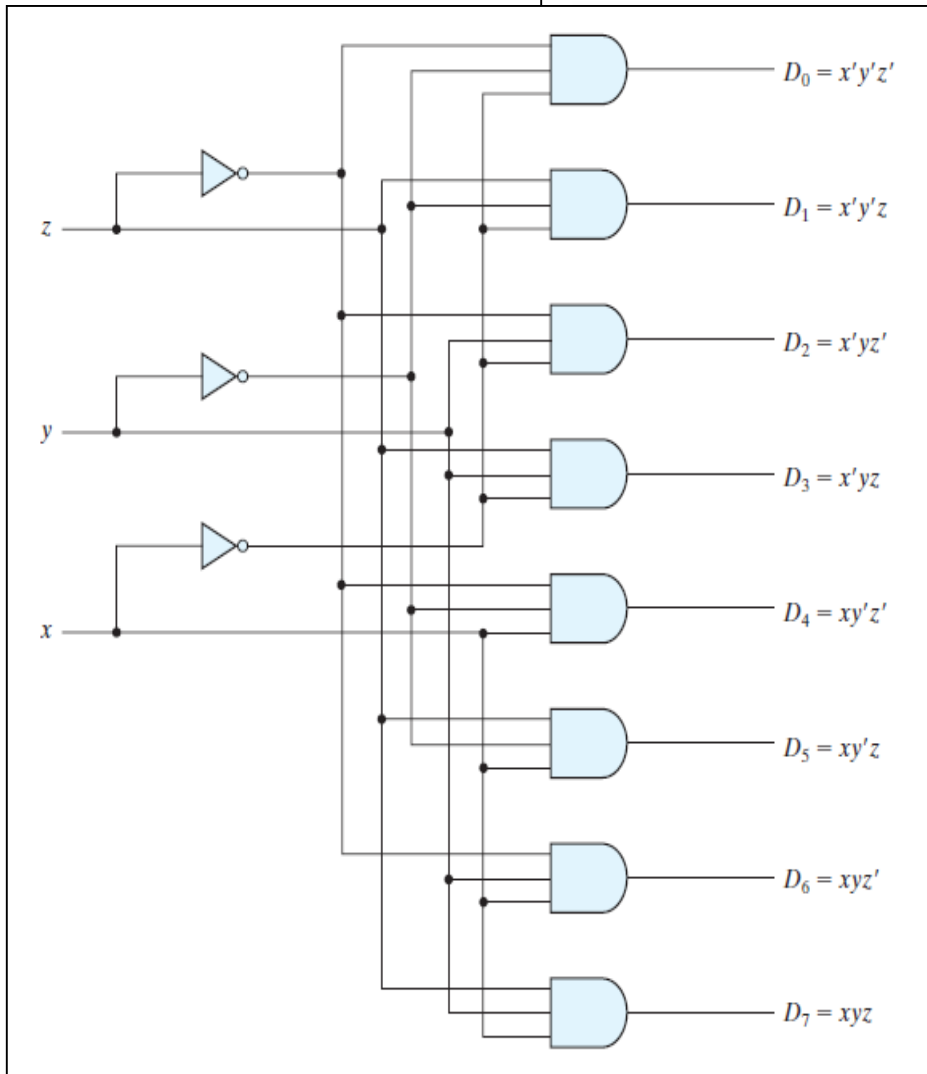 D₀ = x′y′z′
z
D₁ = x′y′z
D₂ = x′yz′
y
D₃ = x′yz
x
D₄ = xy′z′
D₅ = xy′z
D₆ = xyz′
D₇ = xyz